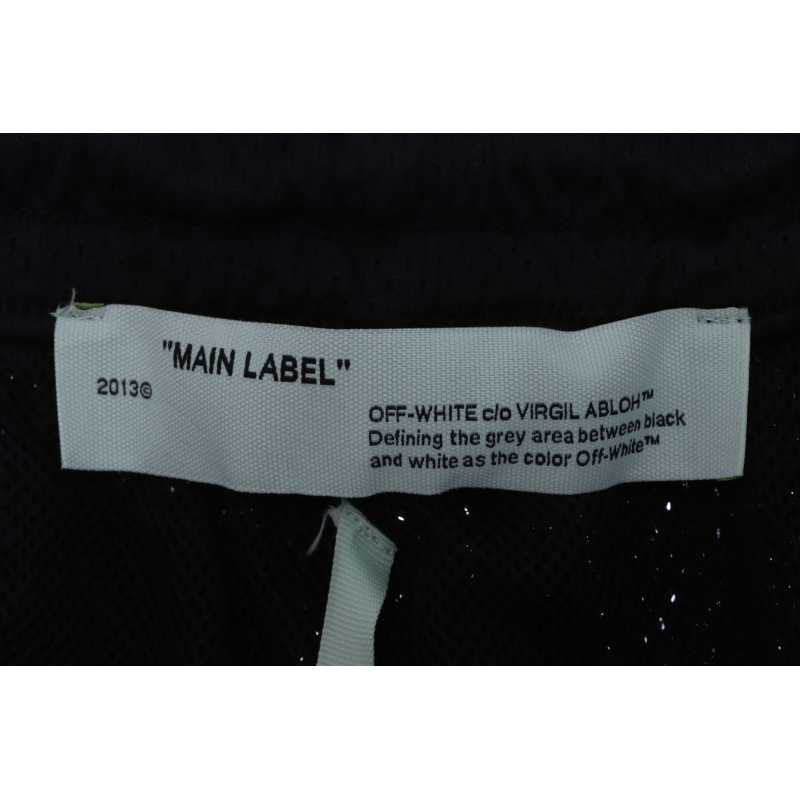 "MAIN LABEL"
2013©
OFF-WHITE c/o VIRGIL ABLOH™
Defining the grey area between black
and white as the color Off-White™